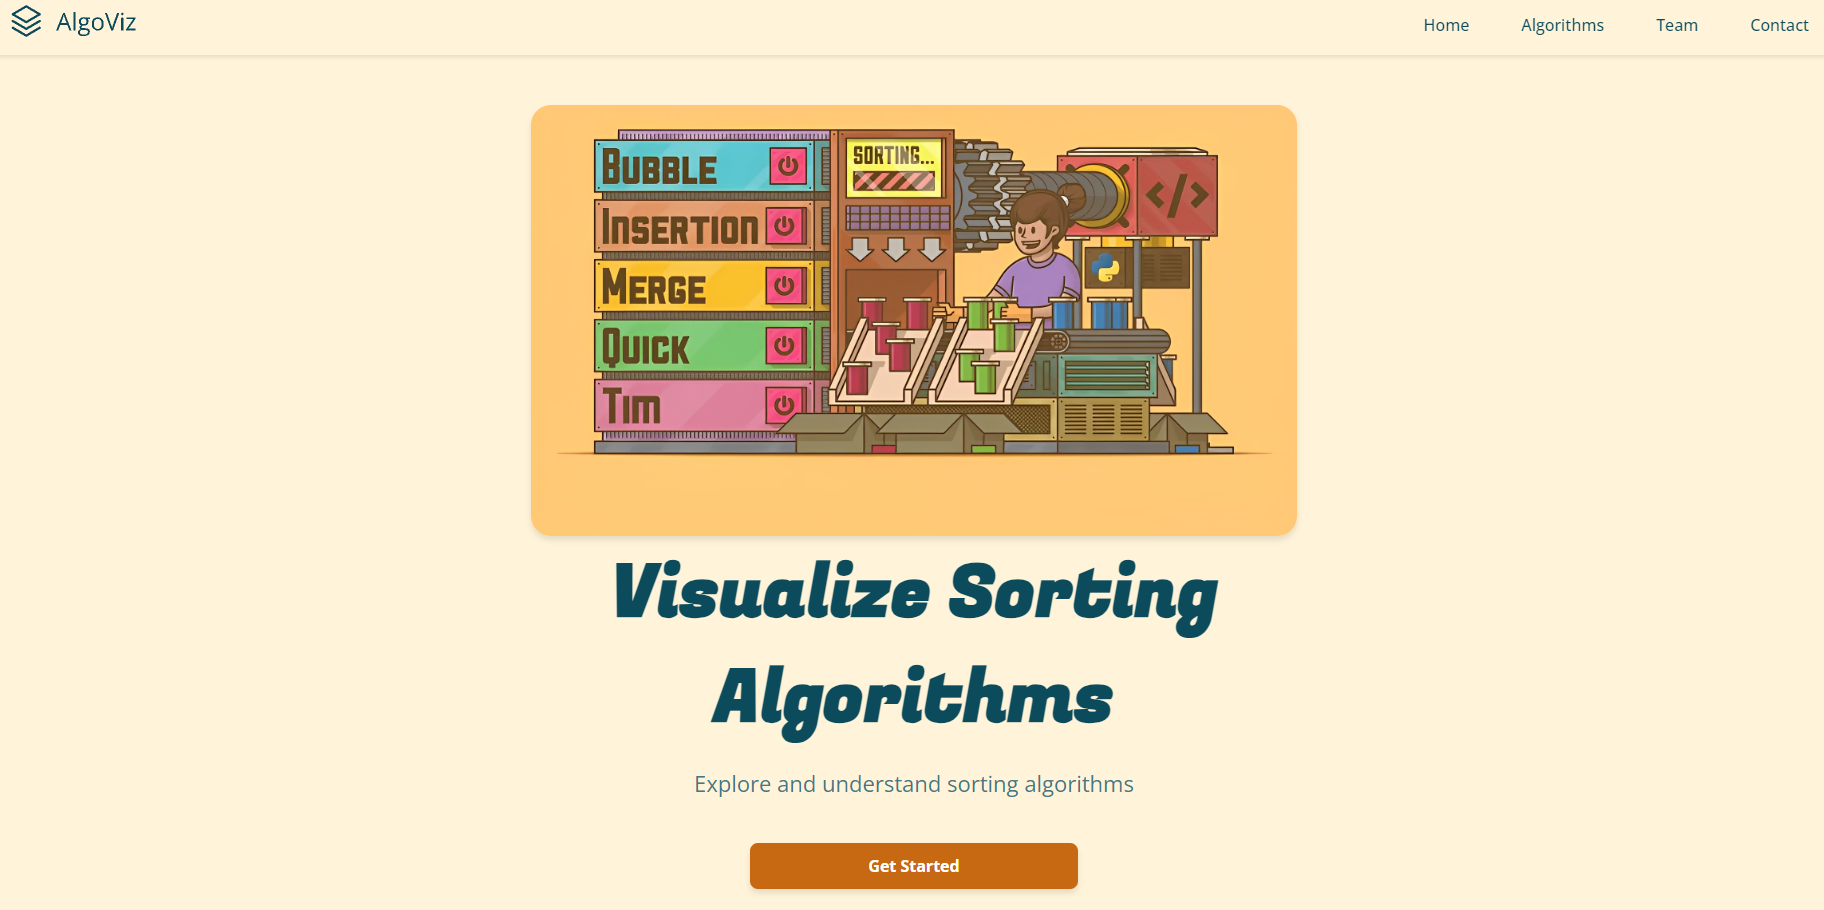 AlgoViz
Home Algorithms Team Contact
BUBBLE
SORTING...
INSERTION
</>
MERGE
QUICK
TIM
Visualize Sorting
Algorithms
Explore and understand sorting algorithms
Get Started